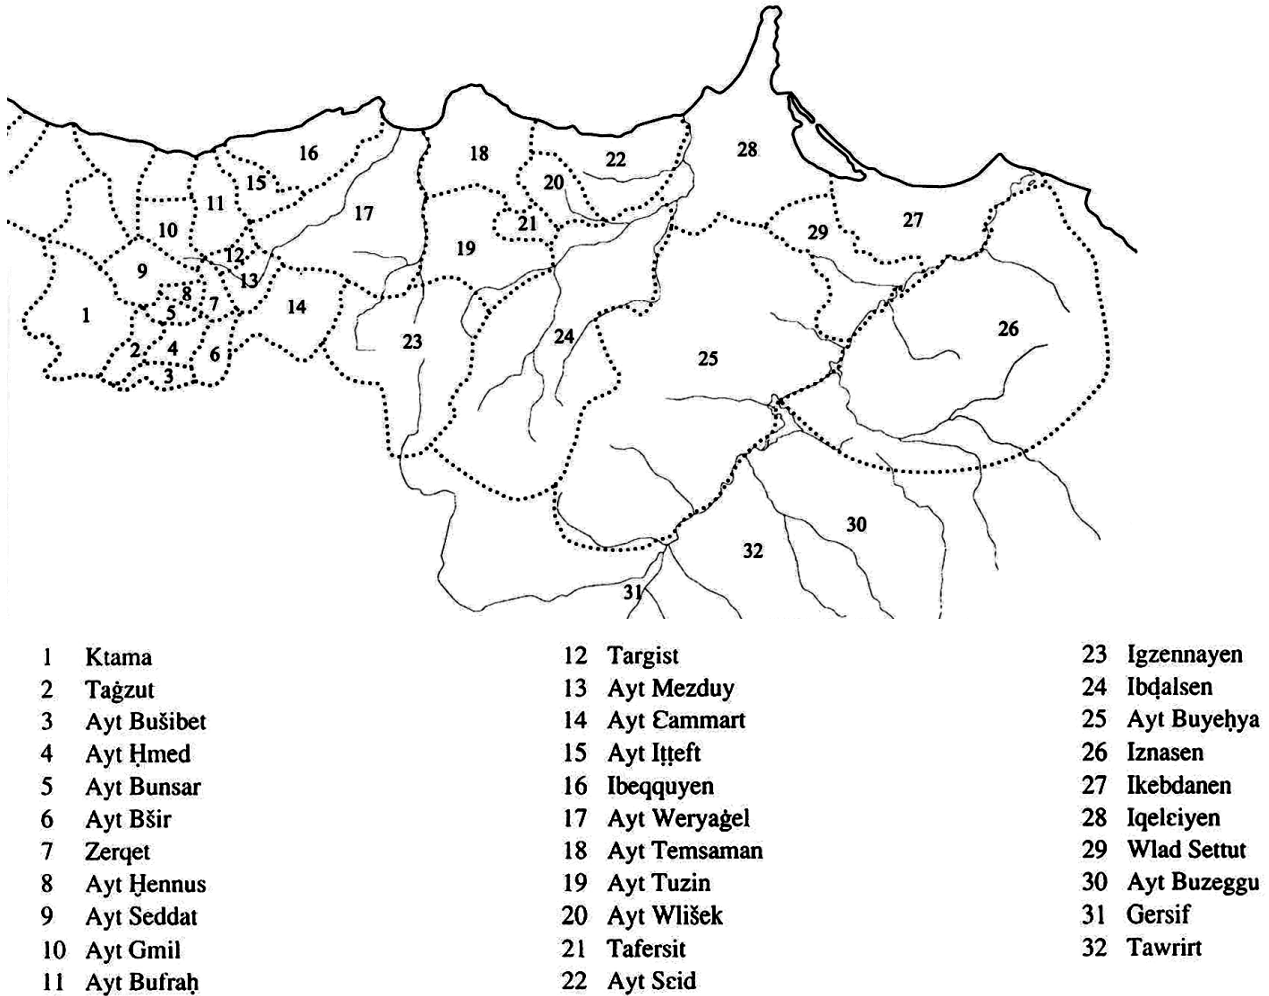 16
18
22
28
15
20
11
17
10
21
27
29
19
12
9
13
8
14
7
5
1
26
24
23
2
4
6
25
3
30
32
31
1 Ktama
2 Taġzut
3 Ayt Bušibet
4 Ayt Ḥmed
5 Ayt Bunsar
6 Ayt Bšir
7 Zerqet
8 Ayt Ḫennus
9 Ayt Seddat
10 Ayt Gmil
11 Ayt Bufraḥ
12 Targist
13 Ayt Mezduy
14 Ayt Ɛammart
15 Ayt Iṭṭeft
16 Ibeqquyen
17 Ayt Weryaġel
18 Ayt Temsaman
19 Ayt Tuzin
20 Ayt Wlišek
21 Tafersit
22 Ayt Sɛid
23 Igzennayen
24 Ibḍalsen
25 Ayt Buyeḥya
26 Iznasen
27 Ikebdanen
28 Iqelɛiyen
29 Wlad Settut
30 Ayt Buzeggu
31 Gersif
32 Tawrirt